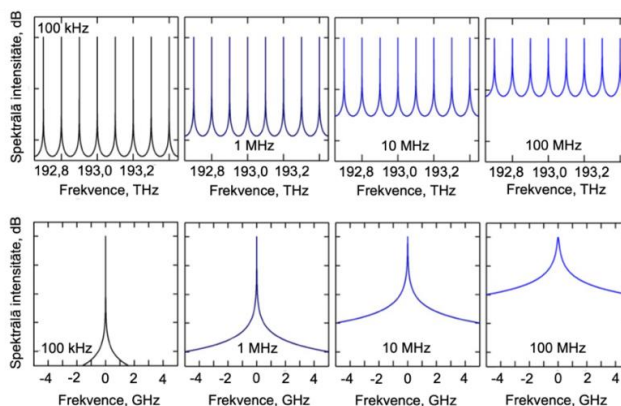 Spektrālā intensitāte, dB
100 kHz
1 MHz
10 MHz
100 MHz
192,8 193,0 193,2
192,8 193,0 193,2
192,8 193,0 193,2
192,8 193,0 193,2
Frekvence, THz
Frekvence, THz
Frekvence, THz
Frekvence, THz
Spektrālā intensitāte, dB
100 kHz
1 MHz
10 MHz
100 MHz
-4 -2 0 2 4
-4 -2 0 2 4
-4 -2 0 2 4
-4 -2 0 2 4
Frekvence, GHz
Frekvence, GHz
Frekvence, GHz
Frekvence, GHz